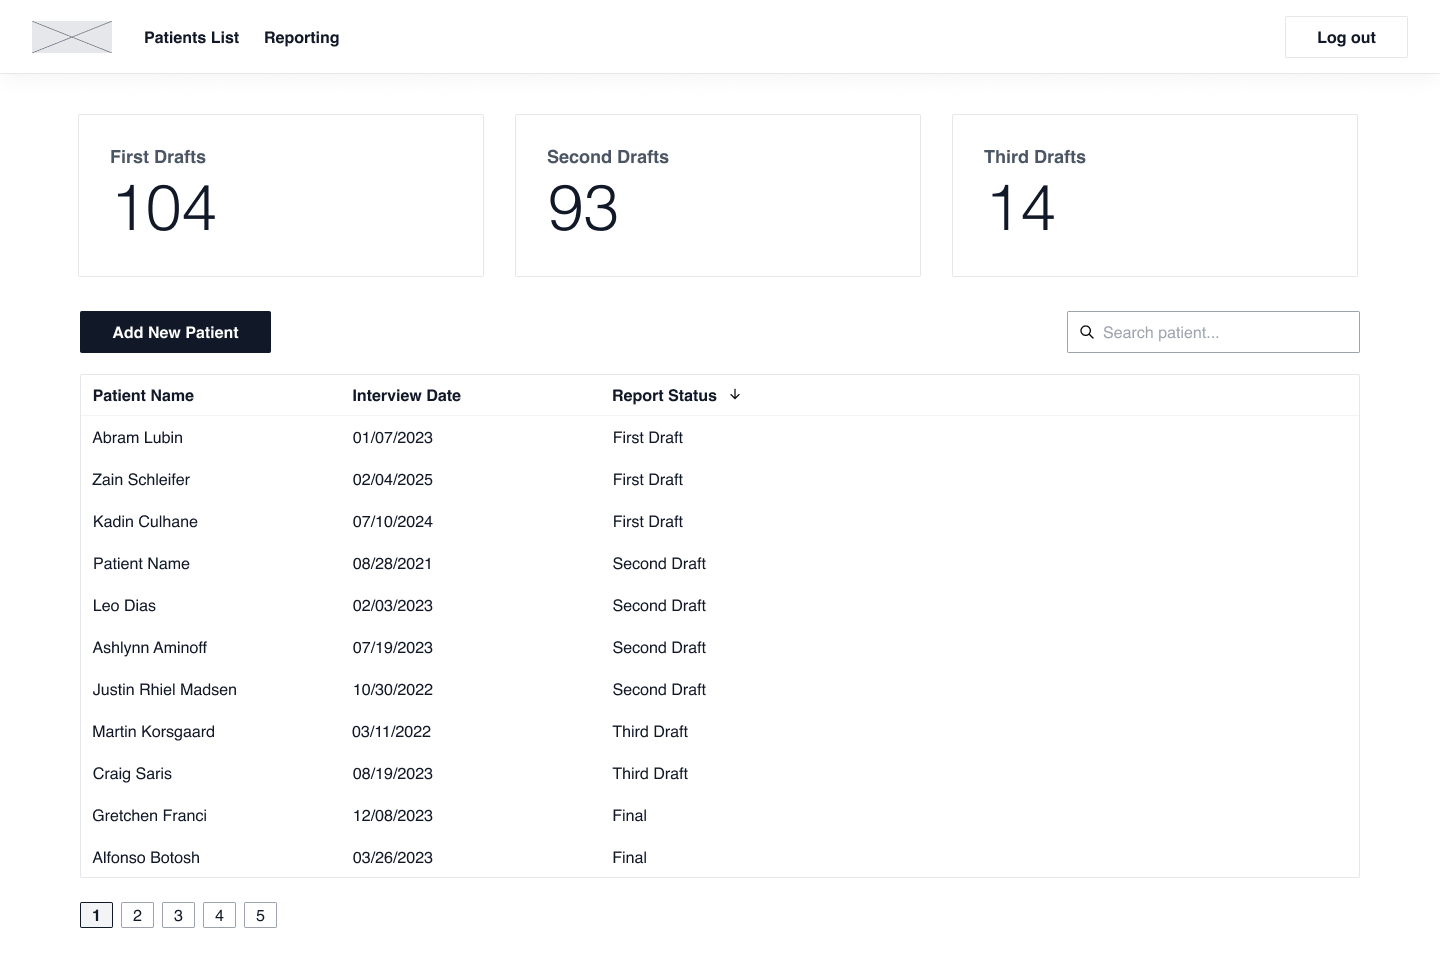 Patients List Reporting Log out
First Drafts Second Drafts Third Drafts
104 93 14
Add New Patient Search patient...
Patient Name Interview Date Report Status ↓
Abram Lubin 01/07/2023 First Draft
Zain Schleifer 02/04/2025 First Draft
Kadin Culhane 07/10/2024 First Draft
Patient Name 08/28/2021 Second Draft
Leo Dias 02/03/2023 Second Draft
Ashlynn Aminoff 07/19/2023 Second Draft
Justin Rhiel Madsen 10/30/2022 Second Draft
Martin Korsgaard 03/11/2022 Third Draft
Craig Saris 08/19/2023 Third Draft
Gretchen Franci 12/08/2023 Final
Alfonso Botosh 03/26/2023 Final
1 2 3 4 5